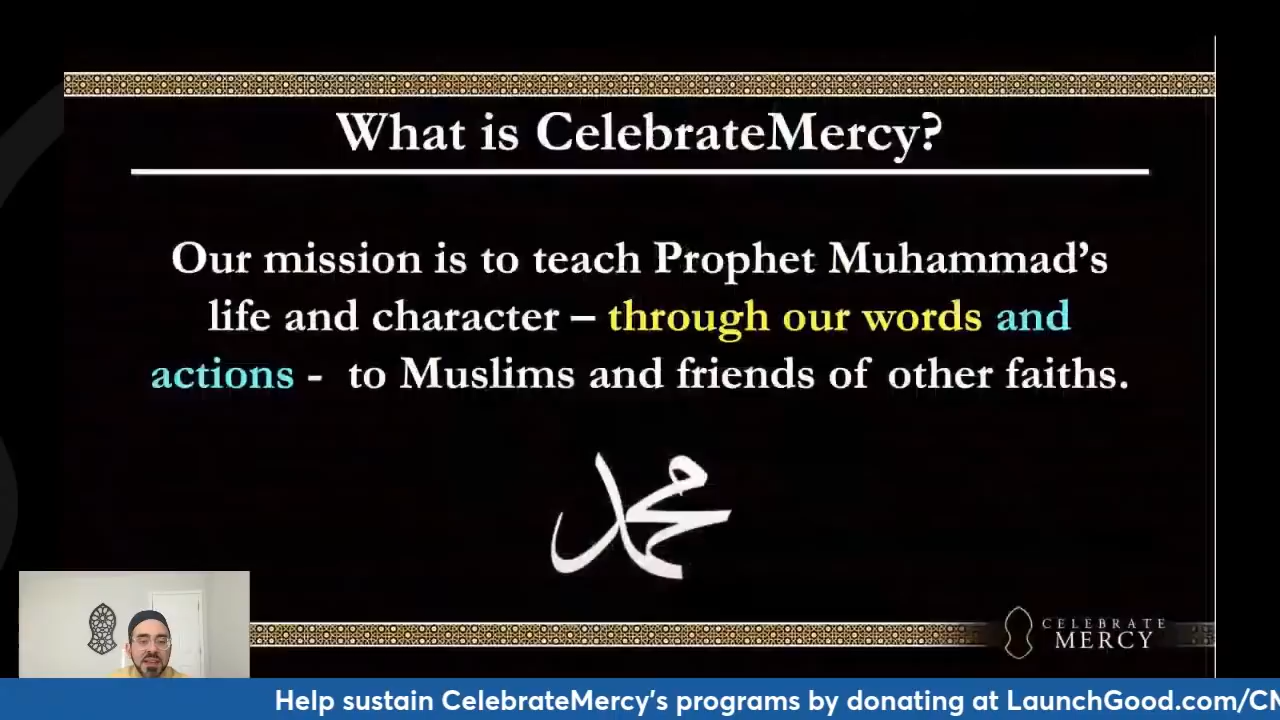 What is CelebrateMercy?
Our mission is to teach Prophet Muhammad’s
life and character – through our words and
actions - to Muslims and friends of other faiths.
محمد
CELEBRATE
MERCY
Help sustain CelebrateMercy's programs by donating at LaunchGood.com/CM